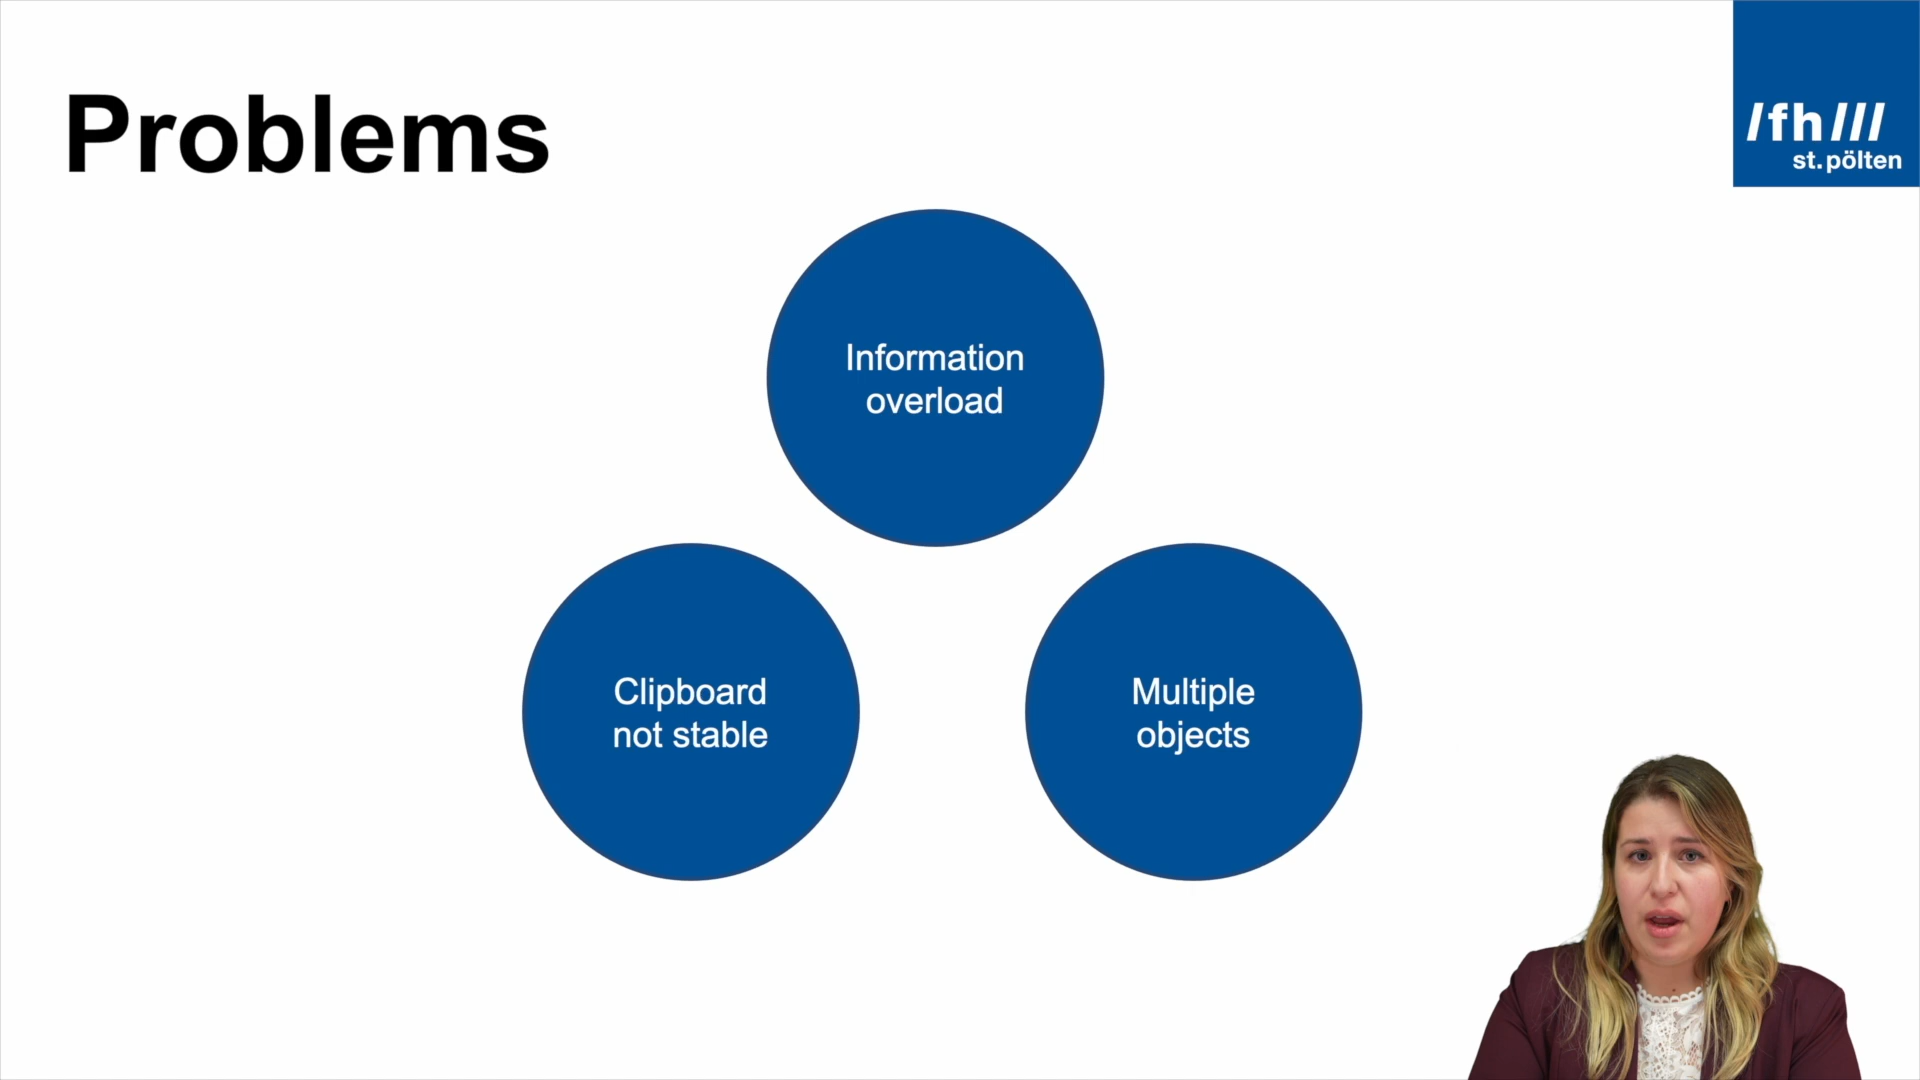 Problems
/fh///
st.pölten
Information
overload
Clipboard
not stable
Multiple
objects